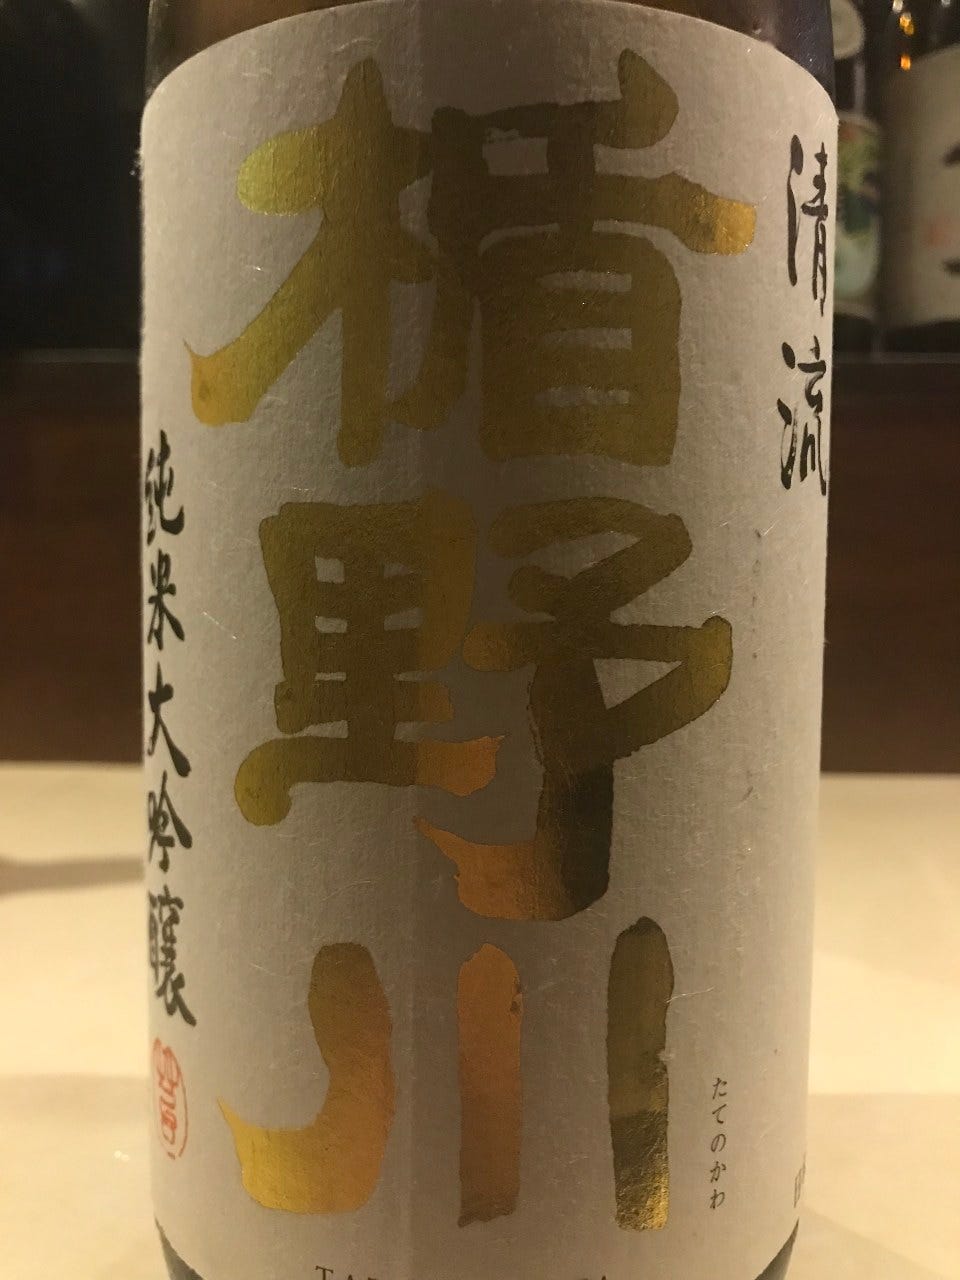 清流
楯野川
たてのかわ
純米大吟醸